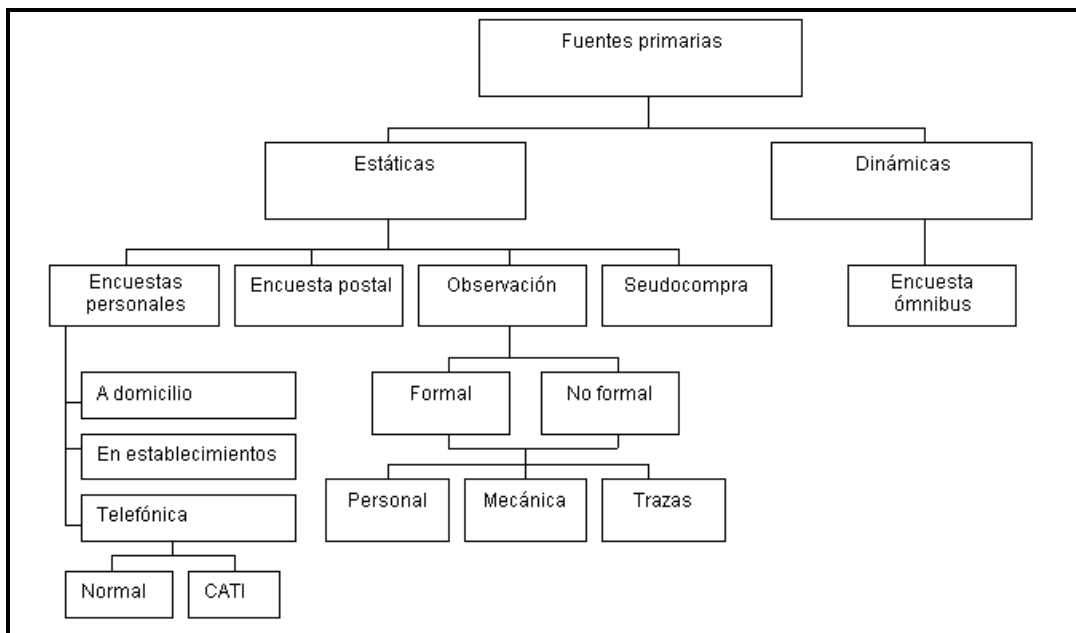 Fuentes primarias
Estáticas
Dinámicas
Encuestas
personales
Encuesta postal
Observación
Seudocompra
Encuesta
ómnibus
A domicilio
En establecimientos
Telefónica
Normal
CATI
Formal
No formal
Personal
Mecánica
Trazas